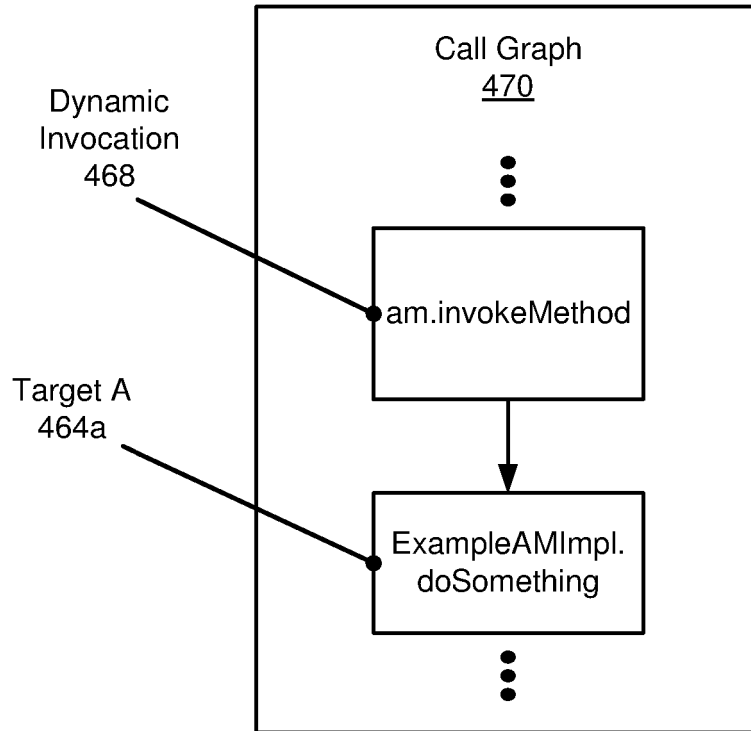 Call Graph
470
Dynamic
Invocation
468
am.invokeMethod
Target A
464a
ExampleAMImpl.
doSomething